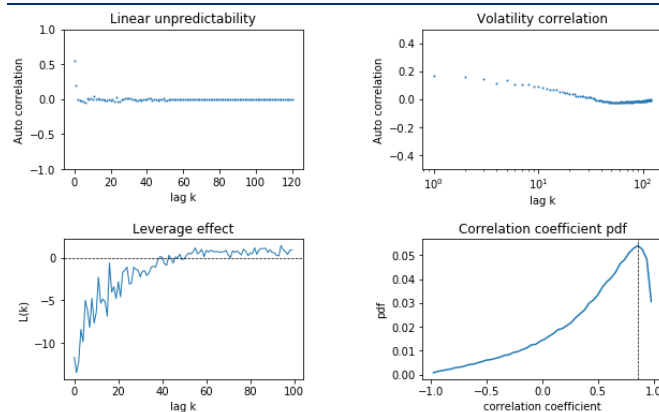 Linear unpredictability
1.0
0.5
0.0
−0.5
−1.0
Auto correlation
0 20 40 60 80 100 120
lag k
Volatility correlation
0.4
0.2
0.0
−0.2
−0.4
Auto correlation
10⁰ 10¹ 10²
lag k
Leverage effect
0
−5
−10
L(k)
0 20 40 60 80 100
lag k
Correlation coefficient pdf
0.05
0.04
0.03
0.02
0.01
0.00
pdf
−1.0 −0.5 0.0 0.5 1.0
correlation coefficient